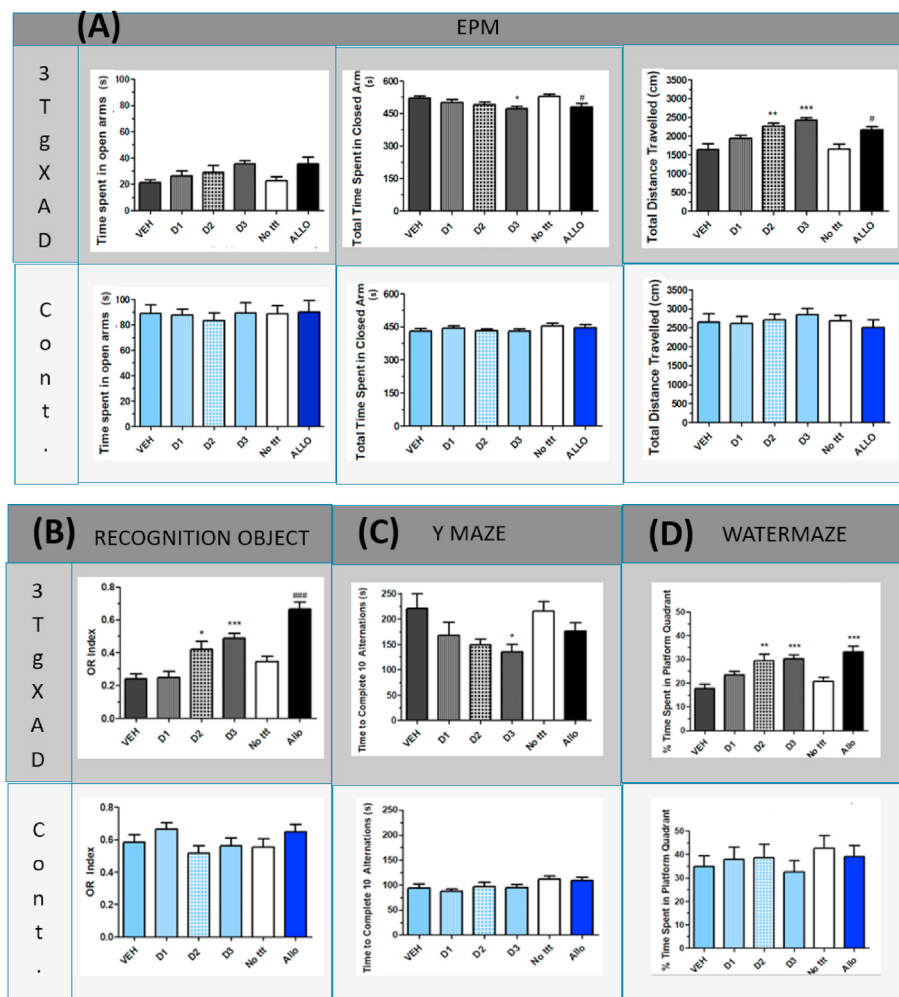 (A) EPM
3
T
g
X
A
D
Time spent in open arms (s)
100
80
60
40
20
0
VEH D1 D2 D3 No ttt ALLO
Total Time Spent in Closed Arm
(s)
600
450
300
150
0
* #
VEH D1 D2 D3 No ttt ALLO
Total Distance Travelled (cm)
3500
3000
2500
2000
1500
1000
500
0
** *** #
VEH D1 D2 D3 No ttt ALLO
C
o
n
t
.
Time spent in open arms (s)
100
80
60
40
20
0
VEH D1 D2 D3 No ttt ALLO
Total Time Spent in Closed Arm
(s)
600
450
300
150
0
VEH D1 D2 D3 No ttt ALLO
Total Distance Travelled (cm)
3500
3000
2500
2000
1500
1000
500
0
VEH D1 D2 D3 No ttt ALLO
(B) RECOGNITION OBJECT (C) Y MAZE (D) WATERMAZE
3
T
g
X
A
D
OR Index
0.8
0.6
0.4
0.2
0.0
* *** ###
VEH D1 D2 D3 No ttt Allo
Time to Complete 10 Alternations (s)
250
200
150
100
50
0
*
VEH D1 D2 D3 No ttt Allo
% Time Spent in Platform Quadrant
50
40
30
20
10
0
** *** ***
VEH D1 D2 D3 No ttt Allo
C
o
n
t
.
OR Index
0.8
0.6
0.4
0.2
0.0
VEH D1 D2 D3 No ttt Allo
Time to Complete 10 Alternations (s)
250
200
150
100
50
0
VEH D1 D2 D3 No ttt Allo
% Time Spent in Platform Quadrant
50
40
30
20
10
0
VEH D1 D2 D3 No ttt Allo